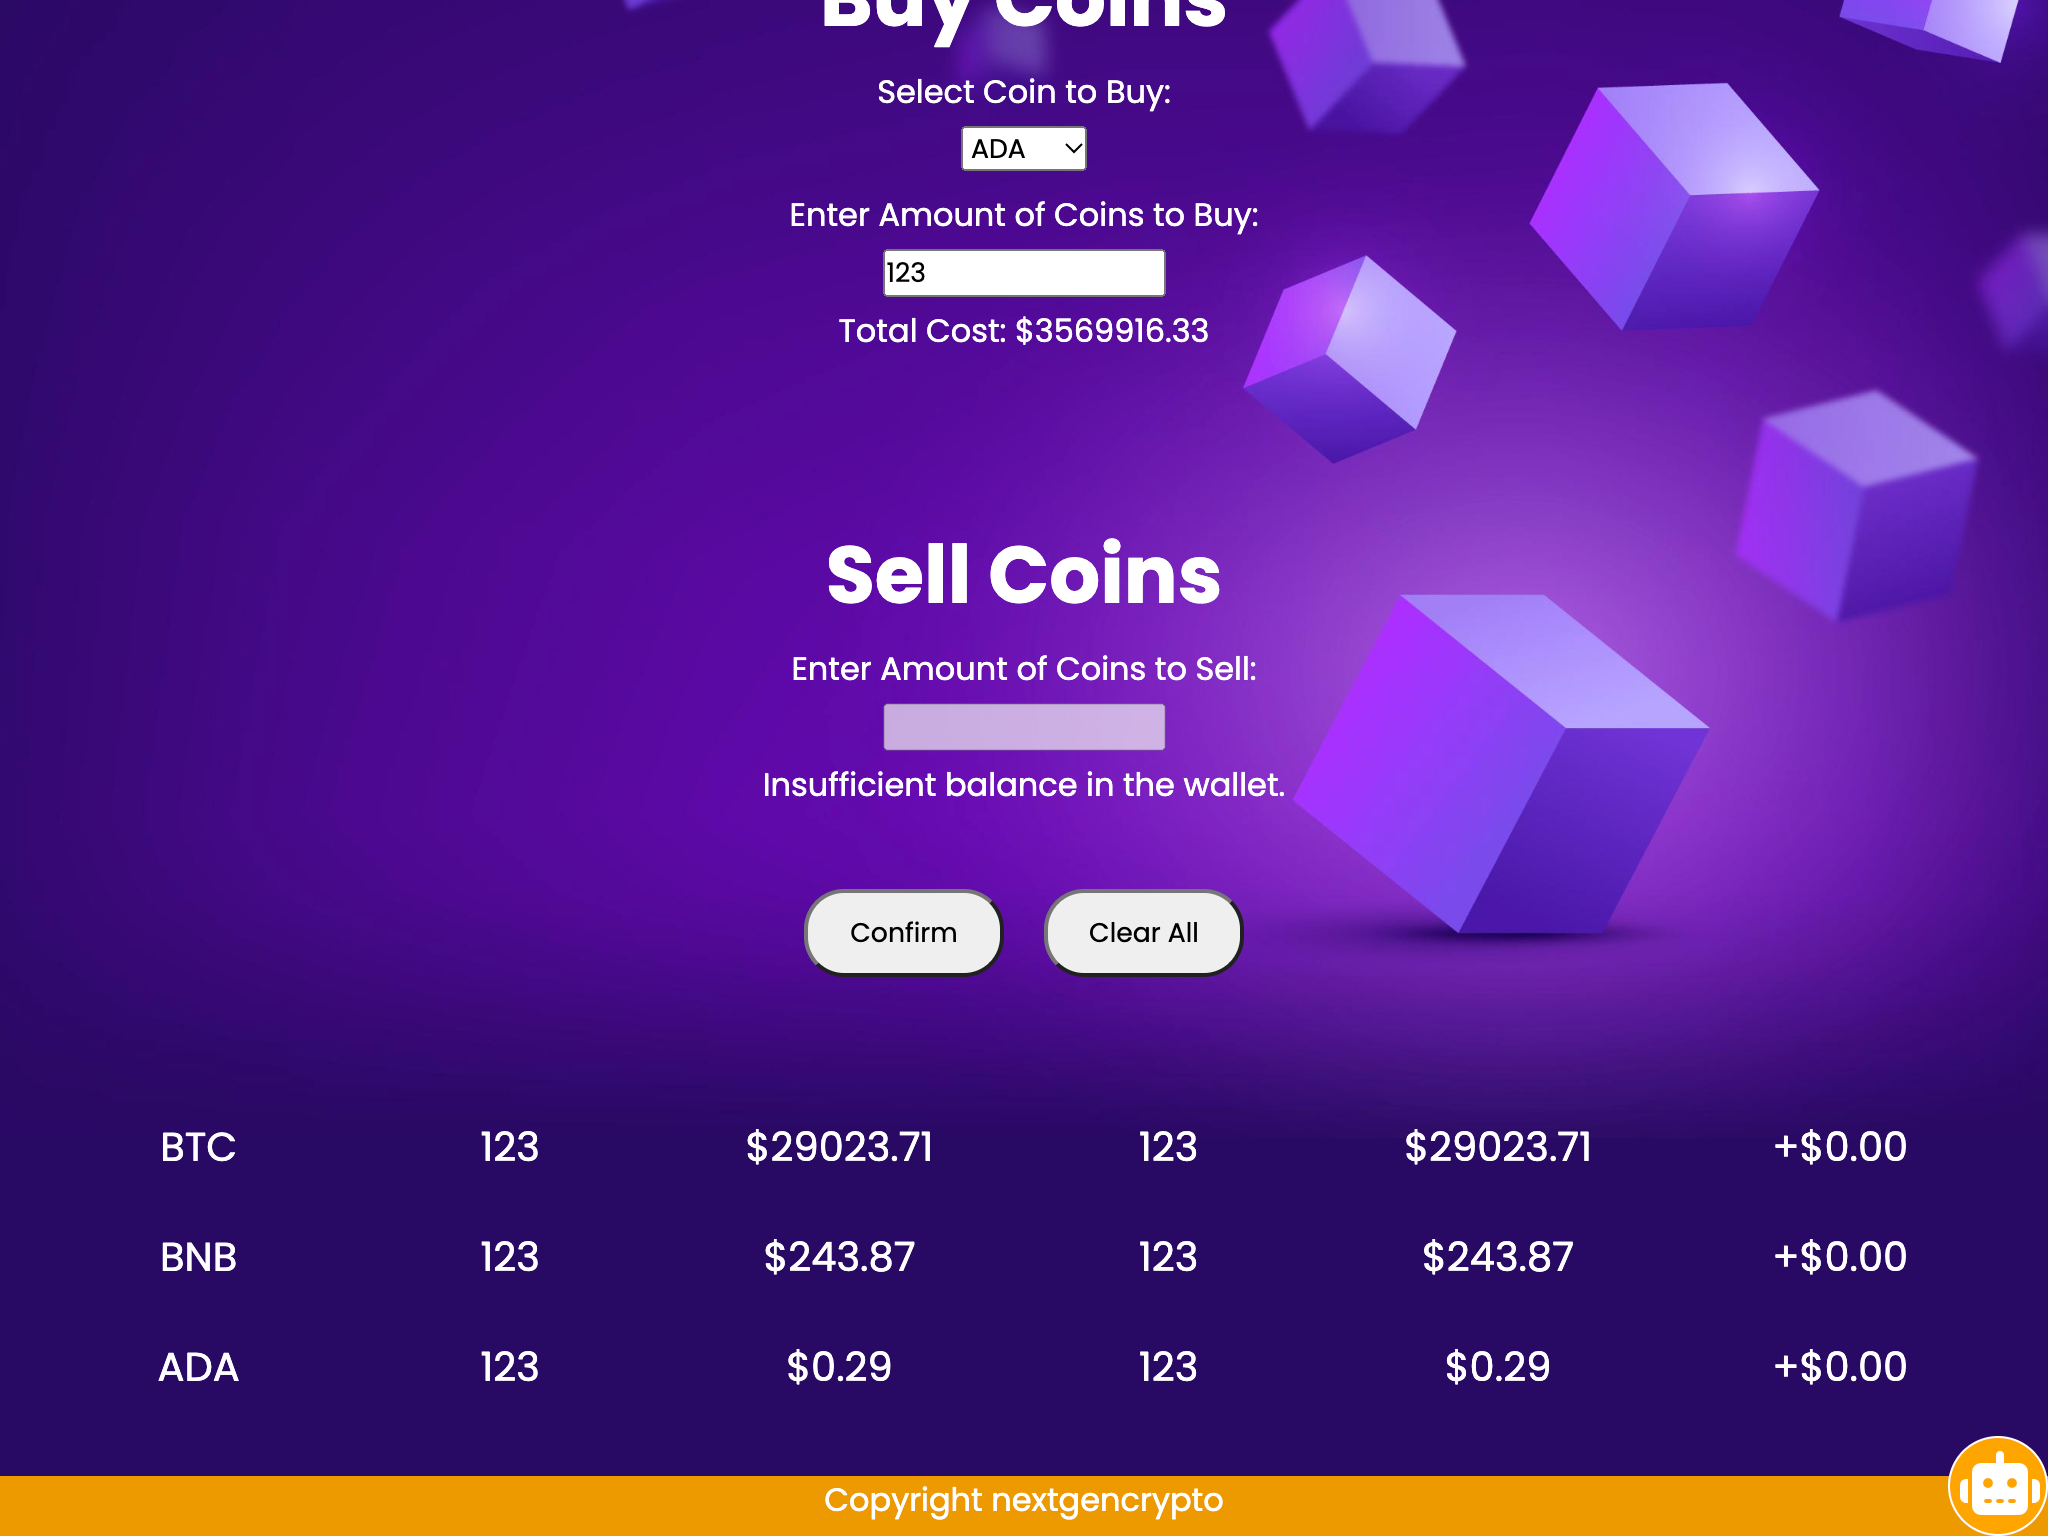 Buy Coins
Select Coin to Buy:
ADA
Enter Amount of Coins to Buy:
123
Total Cost: $3569916.33
Sell Coins
Enter Amount of Coins to Sell:
Insufficient balance in the wallet.
Confirm Clear All
BTC 123 $29023.71 123 $29023.71 +$0.00
BNB 123 $243.87 123 $243.87 +$0.00
ADA 123 $0.29 123 $0.29 +$0.00
Copyright nextgencrypto